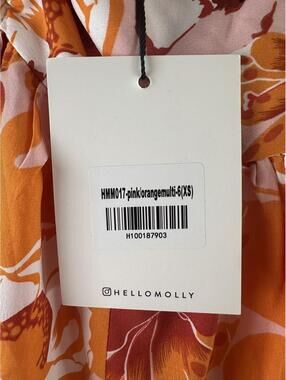 HMM017-pink/orangemulti-6(XS)
H100187903
HELLOMOLLY